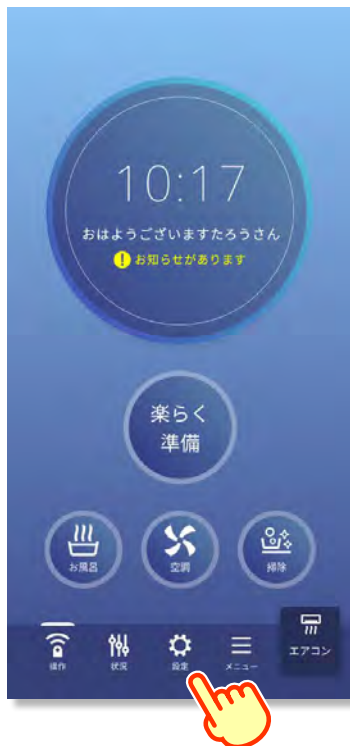 10:17
おはようございますたろうさん
! お知らせがあります
楽らく
準備
お風呂
空調
掃除
操作
状況
設定
メニュー
エアコン